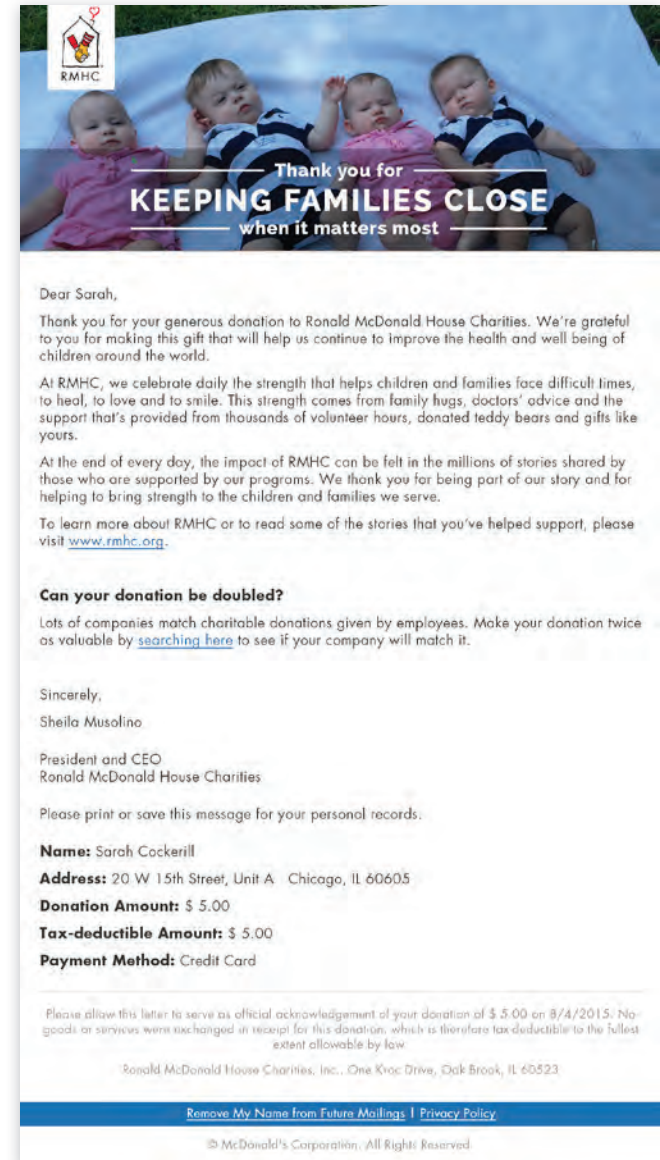 RMHC
Thank you for
KEEPING FAMILIES CLOSE
when it matters most
Dear Sarah,
Thank you for your generous donation to Ronald McDonald House Charities. We're grateful
to you for making this gift that will help us continue to improve the health and well being of
children around the world.
At RMHC, we celebrate daily the strength that helps children and families face difficult times,
to heal, to love and to smile. This strength comes from family hugs, doctors' advice and the
support that's provided from thousands of volunteer hours, donated teddy bears and gifts like
yours.
At the end of every day, the impact of RMHC can be felt in the millions of stories shared by
those who are supported by our programs. We thank you for being part of our story and for
helping to bring strength to the children and families we serve.
To learn more about RMHC or to read some of the stories that you've helped support, please
visit www.rmhc.org.
Can your donation be doubled?
Lots of companies match charitable donations given by employees. Make your donation twice
as valuable by searching here to see if your company will match it.
Sincerely,
Sheila Musolino
President and CEO
Ronald McDonald House Charities
Please print or save this message for your personal records.
Name: Sarah Cockerill
Address: 20 W 15th Street, Unit A Chicago, IL 60605
Donation Amount: $ 5.00
Tax-deductible Amount: $ 5.00
Payment Method: Credit Card
Please allow this letter to serve as official acknowledgement of your donation of $ 5.00 on 8/4/2015. No
goods or services were exchanged in receipt for this donation, which is therefore tax deductible to the fullest
extent allowable by law.
Ronald McDonald House Charities, Inc., One Kroc Drive, Oak Brook, IL 60523
Remove My Name from Future Mailings | Privacy Policy
© McDonald's Corporation. All Rights Reserved